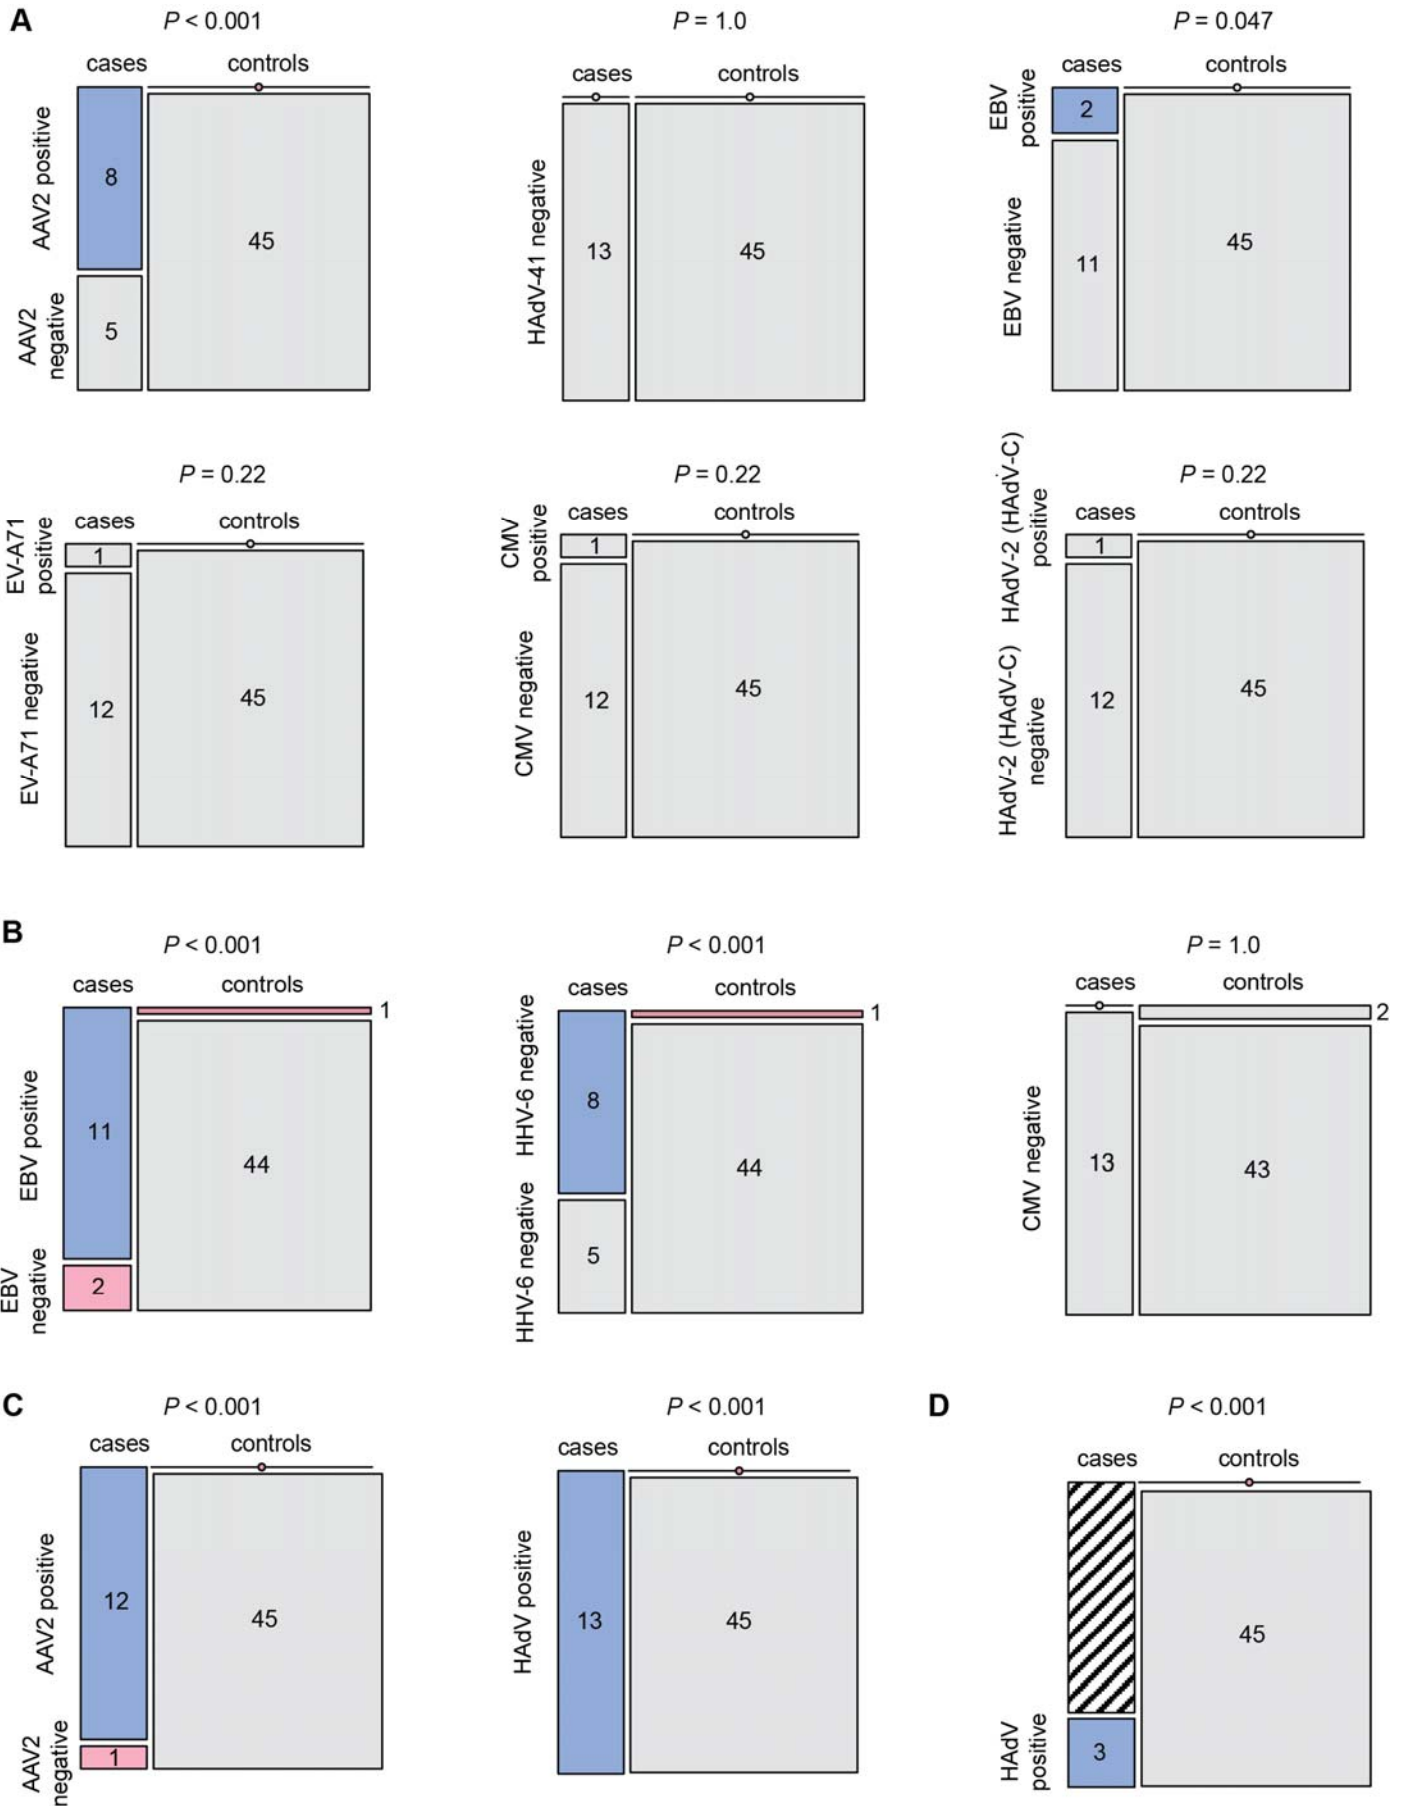 A
P < 0.001
P = 1.0
P = 0.047
cases
controls
AAV2 positive
AAV2
negative
8
5
45
cases
controls
HAdV-41 negative
13
45
cases
controls
EBV
positive
EBV negative
2
11
45
P = 0.22
P = 0.22
P = 0.22
cases
controls
EV-A71
positive
EV-A71 negative
1
12
45
cases
controls
CMV
positive
CMV negative
1
12
45
cases
controls
HAdV-2 (HAdV-C)
positive
HAdV-2 (HAdV-C)
negative
1
12
45
B
P < 0.001
P < 0.001
P = 1.0
cases
controls
EBV positive
EBV
negative
11
2
1
44
cases
controls
HHV-6 negative
HHV-6 negative
8
5
1
44
cases
controls
CMV negative
13
2
43
C
P < 0.001
P < 0.001
cases
controls
AAV2 positive
AAV2
negative
12
1
45
cases
controls
HAdV positive
13
45
D
P < 0.001
cases
controls
HAdV
positive
3
45